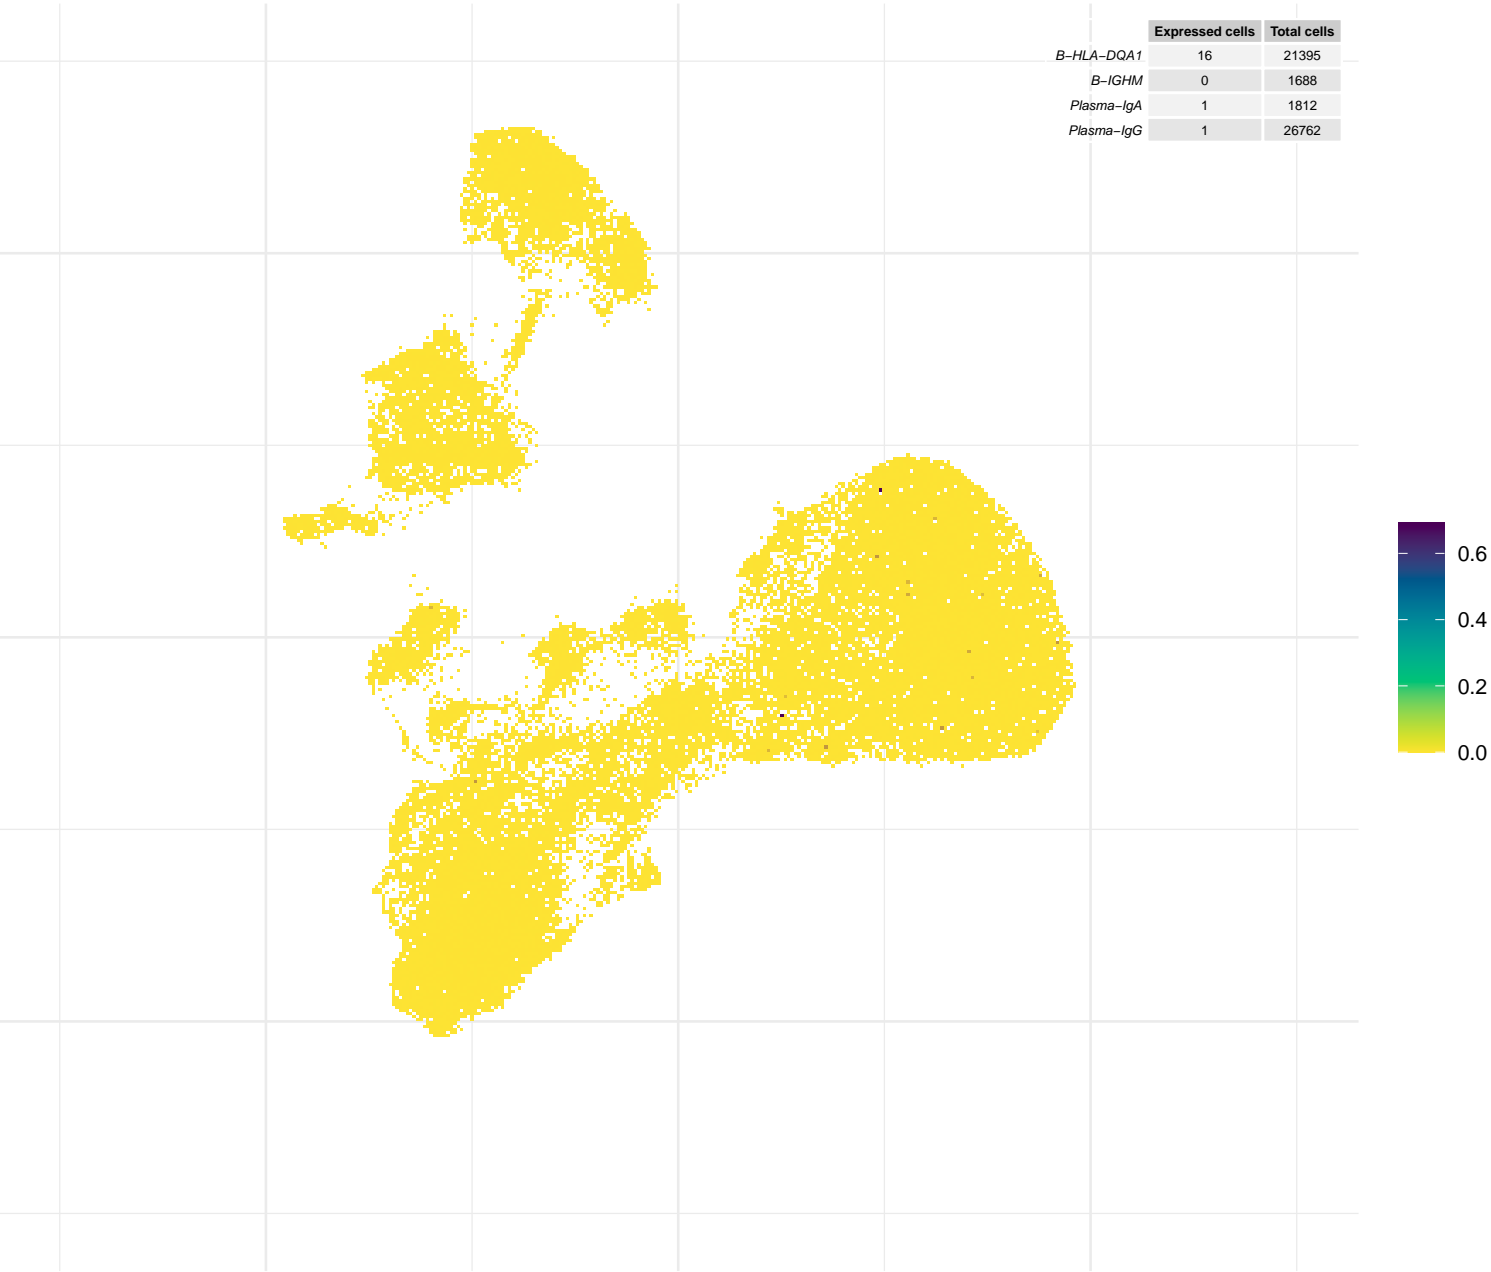 Expressed cells Total cells
B−HLA−DQA1 16 21395
B−IGHM 0 1688
Plasma−IgA 1 1812
Plasma−IgG 1 26762
0.6
0.4
0.2
0.0